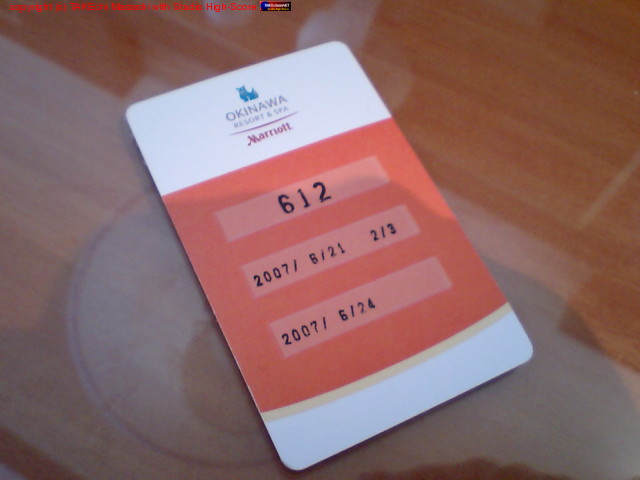 OKINAWA
RESORT & SPA
Marriott
612
2007/ 6/21 2/3
2007/ 6/24